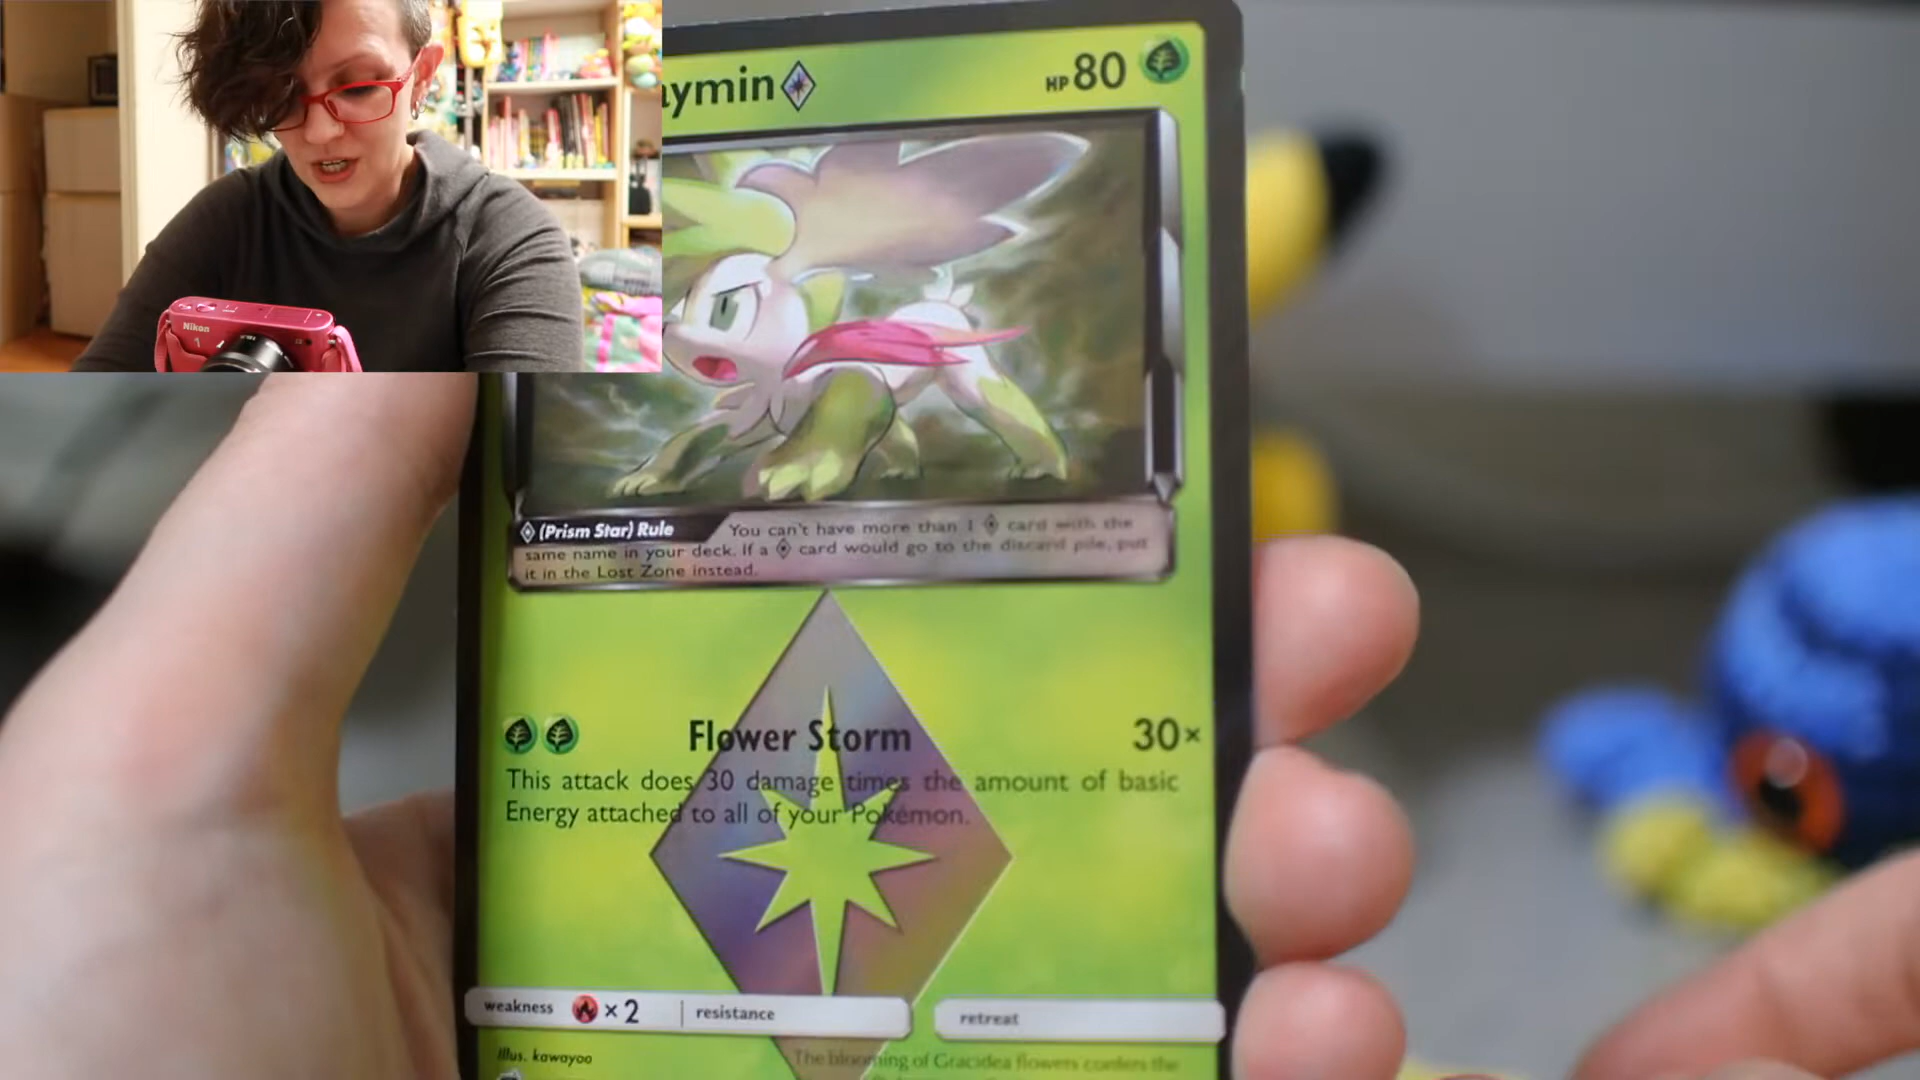 aymin
HP 80
Nikon
1
(Prism Star) Rule You can't have more than 1 card with the
same name in your deck. If a card would go to the discard pile, put
it in the Lost Zone instead.
Flower Storm 30×
This attack does 30 damage times the amount of basic
Energy attached to all of your Pokémon.
weakness ×2 resistance retreat
Illus. kawayoo
The blooming of Gracidea flowers confers the